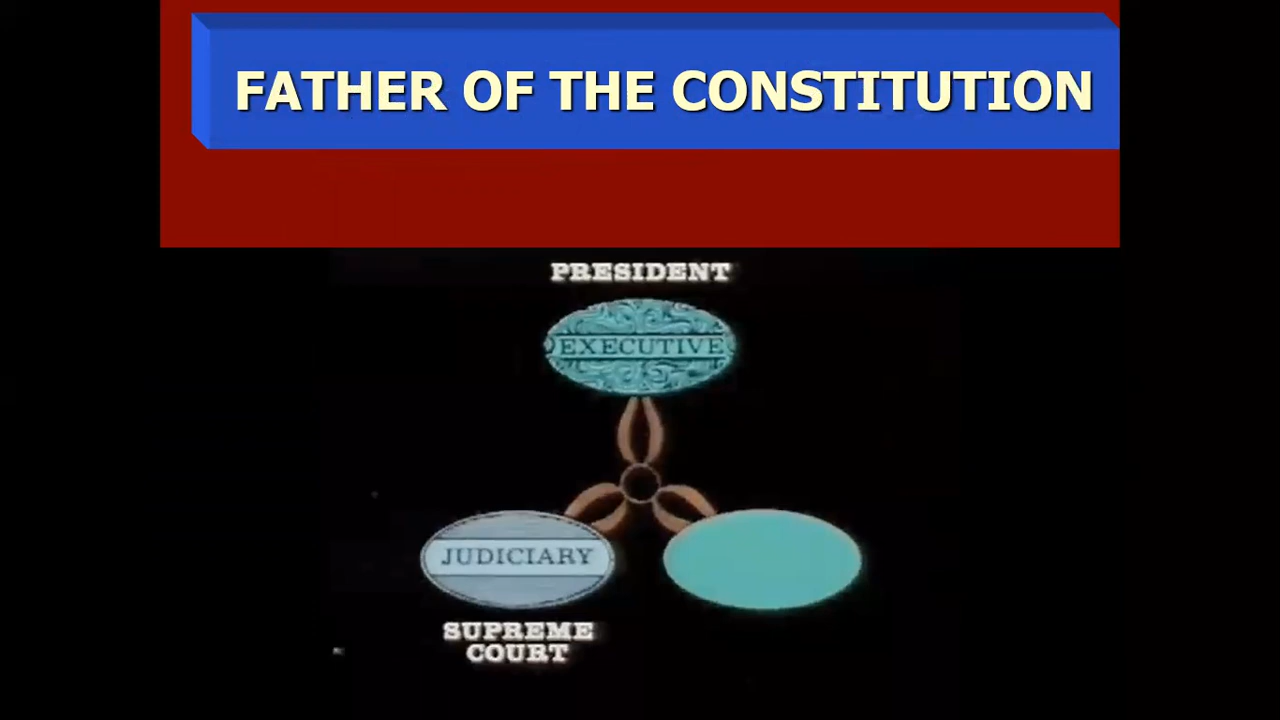 FATHER OF THE CONSTITUTION
PRESIDENT
EXECUTIVE
JUDICIARY
SUPREME
COURT